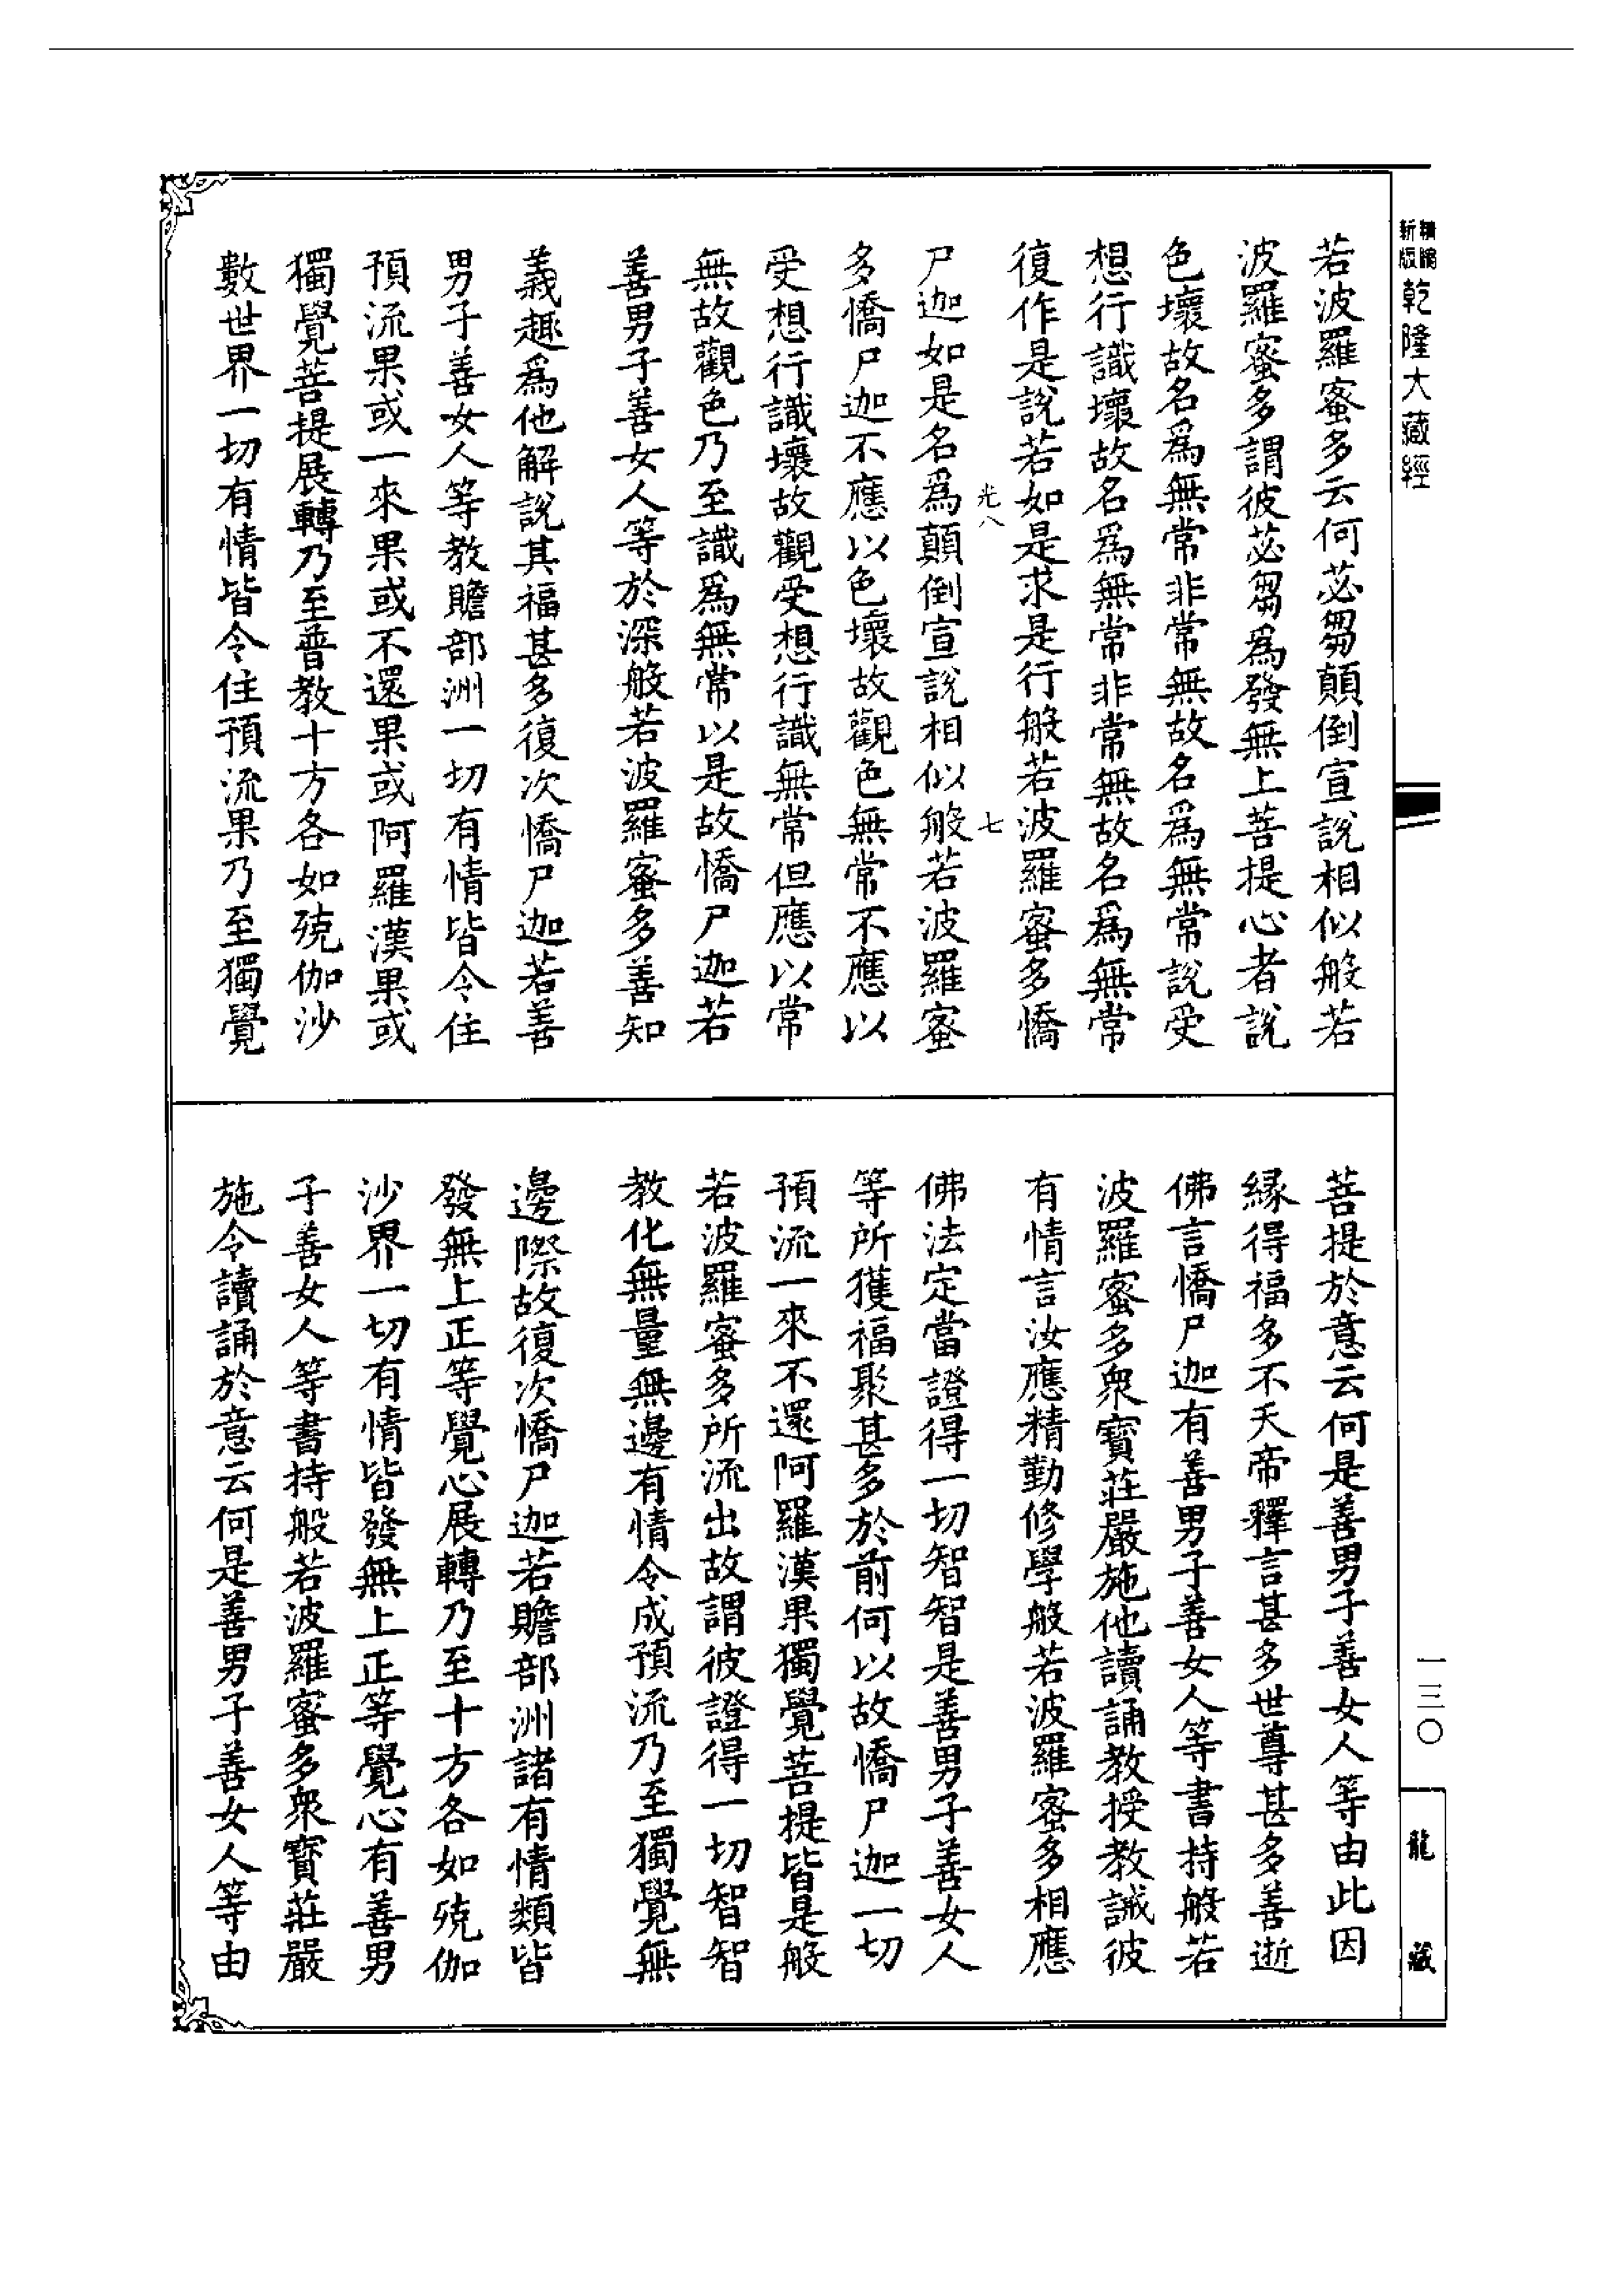 精編
新版
乾隆大藏經
若波羅蜜多云何苾芻顛倒宣說相似般若
波羅蜜多謂彼苾芻爲發無上菩提心者說
色壞故名爲無常非常無故名爲無常說受
想行識壞故名爲無常非常無故名爲無常
復作是說若如是求是行般若波羅蜜多憍
光八
七
尸迦如是名爲顛倒宣說相似般若波羅蜜
多憍尸迦不應以色壞故觀色無常不應以
受想行識壞故觀受想行識無常但應以常
無故觀色乃至識爲無常以是故憍尸迦若
善男子善女人等於深般若波羅蜜多善知
義趣爲他解說其福甚多復次憍尸迦若善
男子善女人等教贍部洲一切有情皆令住
預流果或一來果或不還果或阿羅漢果或
獨覺菩提展轉乃至普教十方各如殑伽沙
數世界一切有情皆令住預流果乃至獨覺
菩提於意云何是善男子善女人等由此因
緣得福多不天帝釋言甚多世尊甚多善逝
佛言憍尸迦有善男子善女人等書持般若
波羅蜜多眾寶莊嚴施他讀誦教授教誡彼
有情言汝應精勤修學般若波羅蜜多相應
佛法定當證得一切智智是善男子善女人
等所獲福聚甚多於前何以故憍尸迦一切
預流一來不還阿羅漢果獨覺菩提皆是般
若波羅蜜多所流出故謂彼證得一切智智
教化無量無邊有情令成預流乃至獨覺無
邊際故復次憍尸迦若贍部洲諸有情類皆
發無上正等覺心展轉乃至十方各如殑伽
沙界一切有情皆發無上正等覺心有善男
子善女人等書持般若波羅蜜多眾寶莊嚴
施令讀誦於意云何是善男子善女人等由
一三〇
龍藏